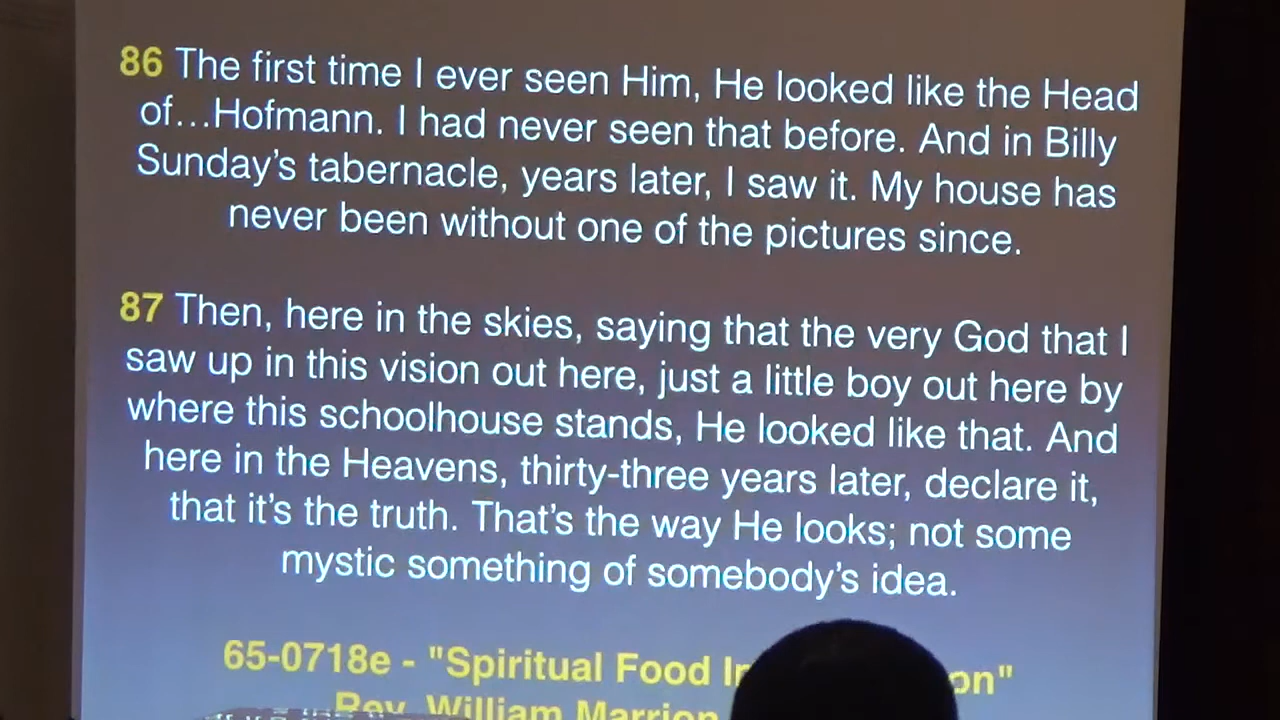 86 The first time I ever seen Him, He looked like the Head
of...Hofmann. I had never seen that before. And in Billy
Sunday's tabernacle, years later, I saw it. My house has
never been without one of the pictures since.
87 Then, here in the skies, saying that the very God that I
saw up in this vision out here, just a little boy out here by
where this schoolhouse stands, He looked like that. And
here in the Heavens, thirty-three years later, declare it,
that it's the truth. That's the way He looks; not some
mystic something of somebody's idea.
65-0718e - "Spiritual Food
Rev. William Marrion